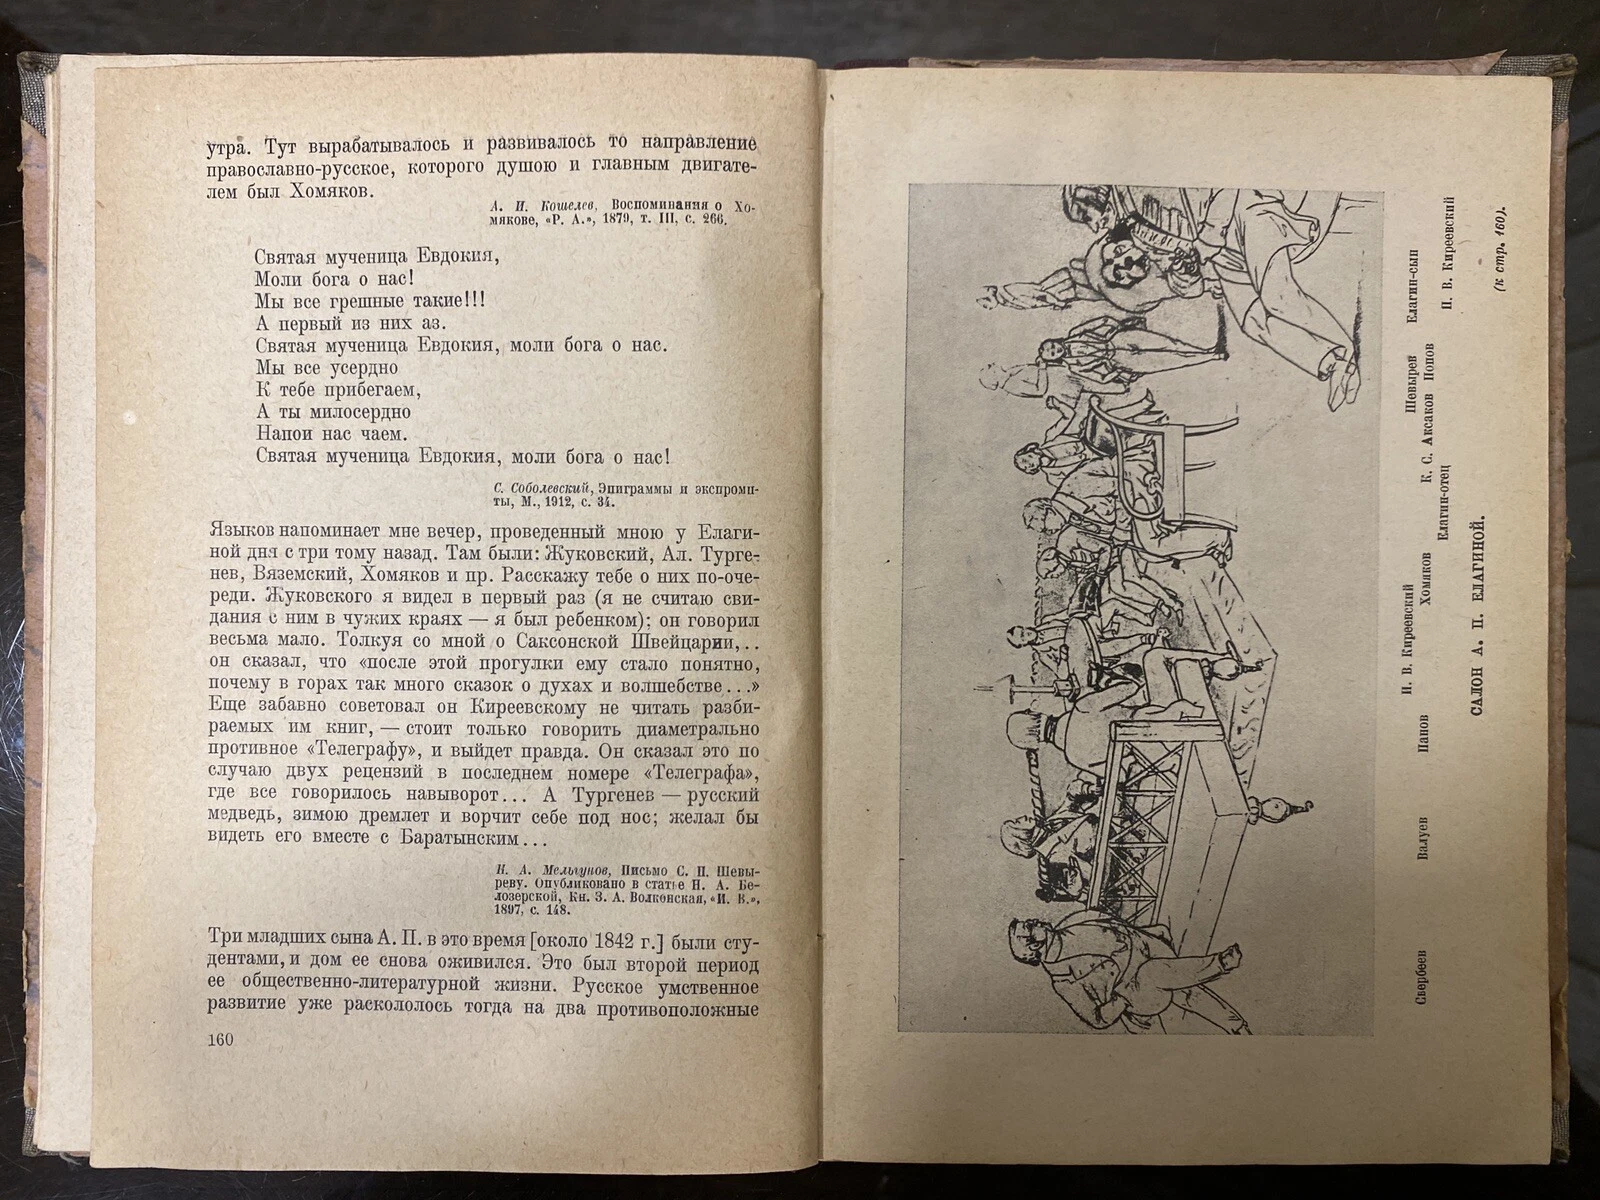 утра. Тут вырабатывалось и развивалось то направление
православно-русское, которого душою и главным двигате-
лем был Хомяков.
А. И. Кошелев, Воспоминания о Хо-
мякове, «Р. А.», 1879, т. III, с. 266.
Святая мученица Евдокия,
Моли бога о нас!
Мы все грешные такие!!!
А первый из них аз.
Святая мученица Евдокия, моли бога о нас.
Мы все усердно
К тебе прибегаем,
А ты милосердно
Напои нас чаем.
Святая мученица Евдокия, моли бога о нас!
С. Соболевский, Эпиграммы и экспром-
ты, М., 1912, с. 34.
Языков напоминает мне вечер, проведенный мною у Елаги-
ной дня с три тому назад. Там были: Жуковский, Ал. Турге-
нев, Вяземский, Хомяков и пр. Расскажу тебе о них по-оче-
реди. Жуковского я видел в первый раз (я не считаю сви-
дания с ним в чужих краях — я был ребенком); он говорил
весьма мало. Толкуя со мной о Саксонской Швейцарии,..
он сказал, что «после этой прогулки ему стало понятно,
почему в горах так много сказок о духах и волшебстве...»
Еще забавно советовал он Киреевскому не читать разби-
раемых им книг, — стоит только говорить диаметрально
противное «Телеграфу», и выйдет правда. Он сказал это по
случаю двух рецензий в последнем номере «Телеграфа»,
где все говорилось навыворот... А Тургенев — русский
медведь, зимою дремлет и ворчит себе под нос; желал бы
видеть его вместе с Баратынским...
Н. А. Мельгунов, Письмо С. П. Шевы-
реву. Опубликовано в статье Н. А. Бе-
лозерской, Кн. З. А. Волконская, «И. В.»,
1897, с. 148.
Три младших сына А. П. в это время [около 1842 г.] были сту-
дентами, и дом ее снова оживился. Это был второй период
ее общественно-литературной жизни. Русское умственное
развитие уже раскололось тогда на два противоположные
160
И. В. Киреевский Шевырев Елагин-сын
Свербеев Валуев Панов Хомяков К. С. Аксаков Попов
Елагин-отец П. В. Киреевский
САЛОН А. П. ЕЛАГИНОЙ.
(к стр. 160).